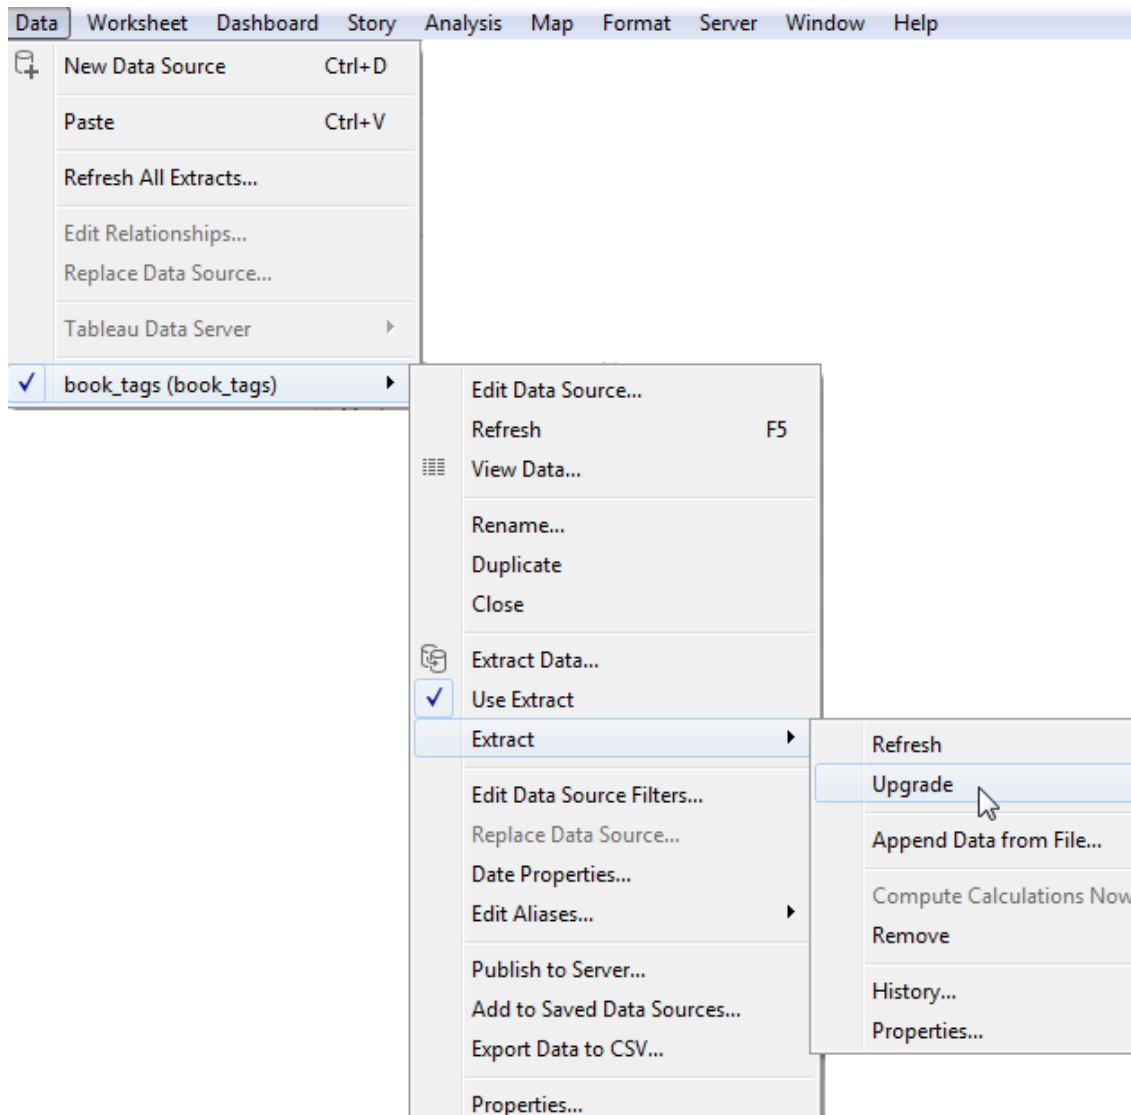 Data Worksheet Dashboard Story Analysis Map Format Server Window Help
New Data Source Ctrl+D
Paste Ctrl+V
Refresh All Extracts...
Edit Relationships...
Replace Data Source...
Tableau Data Server
book_tags (book_tags)
Edit Data Source...
Refresh F5
View Data...
Rename...
Duplicate
Close
Extract Data...
Use Extract
Extract
Edit Data Source Filters...
Replace Data Source...
Date Properties...
Edit Aliases...
Publish to Server...
Add to Saved Data Sources...
Export Data to CSV...
Properties...
Refresh
Upgrade
Append Data from File...
Compute Calculations Now
Remove
History...
Properties...